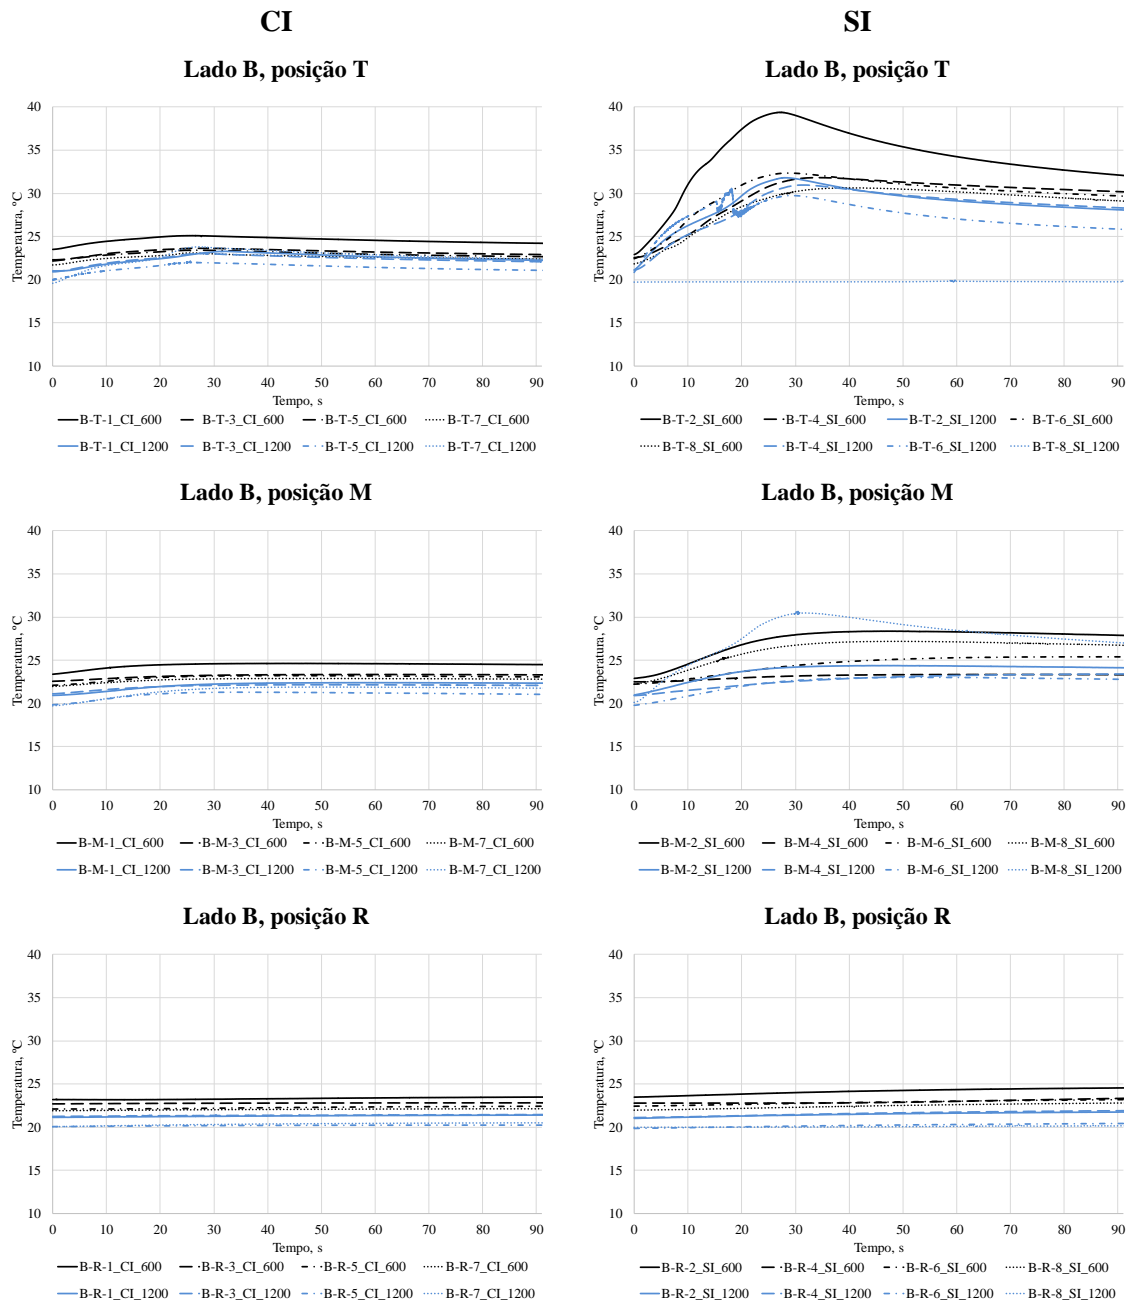 CI
SI
Lado B, posição T
40
35
30
25
20
15
10
Temperatura, °C
0 10 20 30 40 50 60 70 80 90
Tempo, s
B-T-1_CI_600 B-T-3_CI_600 B-T-5_CI_600 B-T-7_CI_600
B-T-1_CI_1200 B-T-3_CI_1200 B-T-5_CI_1200 B-T-7_CI_1200
Lado B, posição T
40
35
30
25
20
15
10
Temperatura, °C
0 10 20 30 40 50 60 70 80 90
Tempo, s
B-T-2_SI_600 B-T-4_SI_600 B-T-2_SI_1200 B-T-6_SI_600
B-T-8_SI_600 B-T-4_SI_1200 B-T-6_SI_1200 B-T-8_SI_1200
Lado B, posição M
40
35
30
25
20
15
10
Temperatura, °C
0 10 20 30 40 50 60 70 80 90
Tempo, s
B-M-1_CI_600 B-M-3_CI_600 B-M-5_CI_600 B-M-7_CI_600
B-M-1_CI_1200 B-M-3_CI_1200 B-M-5_CI_1200 B-M-7_CI_1200
Lado B, posição M
40
35
30
25
20
15
10
Temperatura, °C
0 10 20 30 40 50 60 70 80 90
Tempo, s
B-M-2_SI_600 B-M-4_SI_600 B-M-6_SI_600 B-M-8_SI_600
B-M-2_SI_1200 B-M-4_SI_1200 B-M-6_SI_1200 B-M-8_SI_1200
Lado B, posição R
40
35
30
25
20
15
10
Temperatura, °C
0 10 20 30 40 50 60 70 80 90
Tempo, s
B-R-1_CI_600 B-R-3_CI_600 B-R-5_CI_600 B-R-7_CI_600
B-R-1_CI_1200 B-R-3_CI_1200 B-R-5_CI_1200 B-R-7_CI_1200
Lado B, posição R
40
35
30
25
20
15
10
Temperatura, °C
0 10 20 30 40 50 60 70 80 90
Tempo, s
B-R-2_SI_600 B-R-4_SI_600 B-R-6_SI_600 B-R-8_SI_600
B-R-2_SI_1200 B-R-4_SI_1200 B-R-6_SI_1200 B-R-8_SI_1200